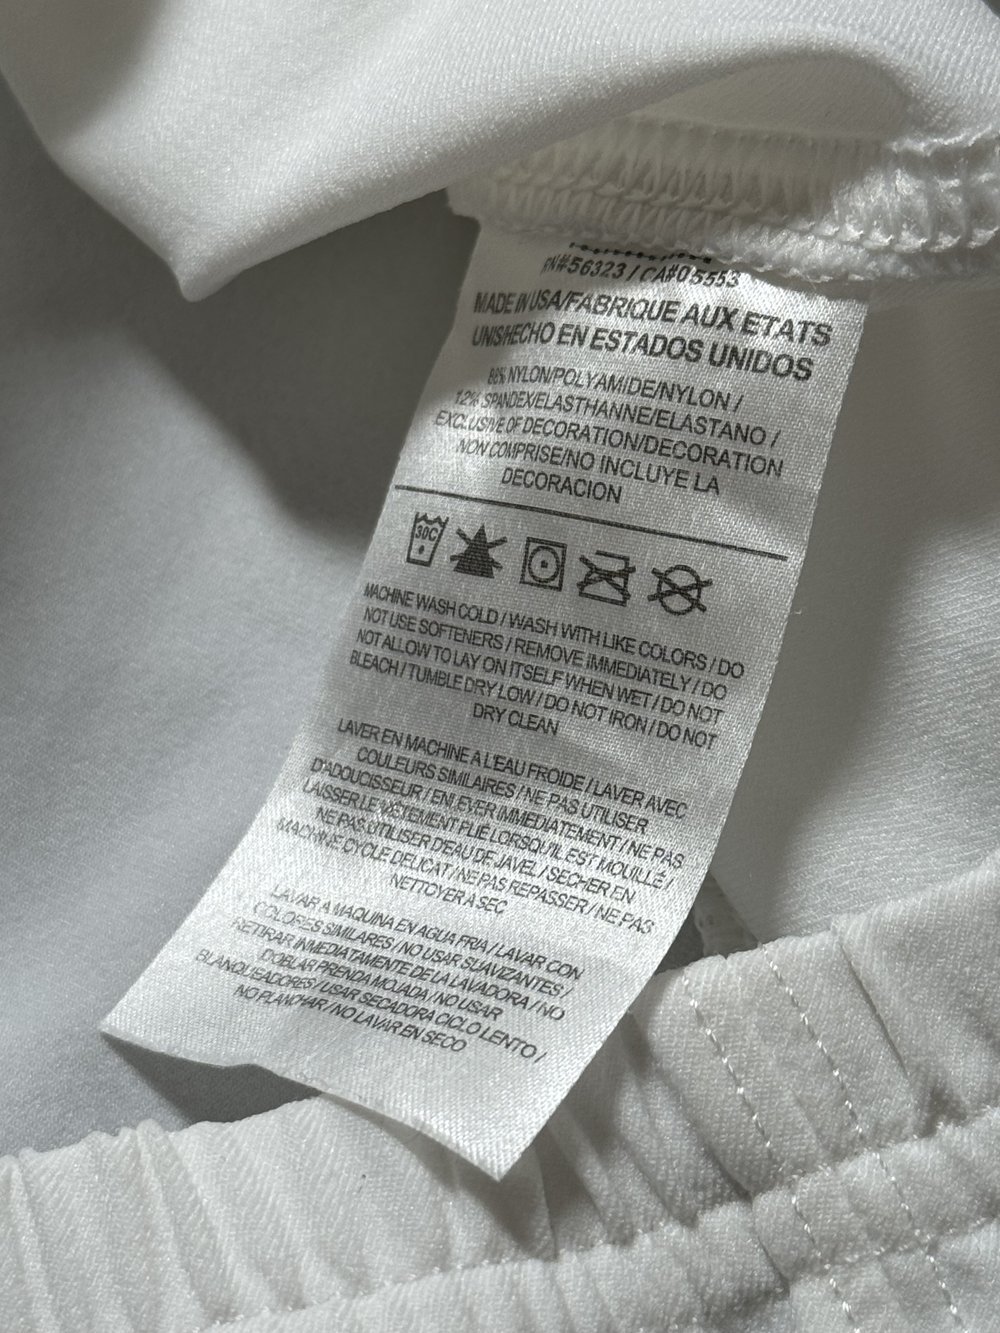 RN#56323 / CA#05553
MADE IN USA/FABRIQUE AUX ETATS
UNIS/HECHO EN ESTADOS UNIDOS
88% NYLON/POLYAMIDE/NYLON /
12% SPANDEX/ELASTHANNE/ELASTANO /
EXCLUSIVE OF DECORATION/DECORATION
NON COMPRISE/NO INCLUYE LA
DECORACION
30C
MACHINE WASH COLD / WASH WITH LIKE COLORS / DO
NOT USE SOFTENERS / REMOVE IMMEDIATELY / DO
NOT ALLOW TO LAY ON ITSELF WHEN WET / DO NOT
BLEACH / TUMBLE DRY LOW / DO NOT IRON / DO NOT
DRY CLEAN
LAVER EN MACHINE A L'EAU FROIDE / LAVER AVEC
COULEURS SIMILAIRES / NE PAS UTILISER
D'ADOUCISSEUR / ENLEVER IMMEDIATEMENT / NE PAS
LAISSER LE VETEMENT PLIÉ LORSQU'IL EST MOUILLÉ /
NE PAS UTILISER D'EAU DE JAVEL / SECHER EN
MACHINE CYCLE DELICAT / NE PAS REPASSER / NE PAS
NETTOYER A SEC
LAVAR A MAQUINA EN AGUA FRIA / LAVAR CON
COLORES SIMILARES / NO USAR SUAVIZANTES /
RETIRAR INMEDIATAMENTE DE LA LAVADORA / NO
DOBLAR PRENDA MOJADA / NO USAR
BLANQUEADORES / USAR SECADORA CICLO LENTO /
NO PLANCHAR / NO LAVAR EN SECO